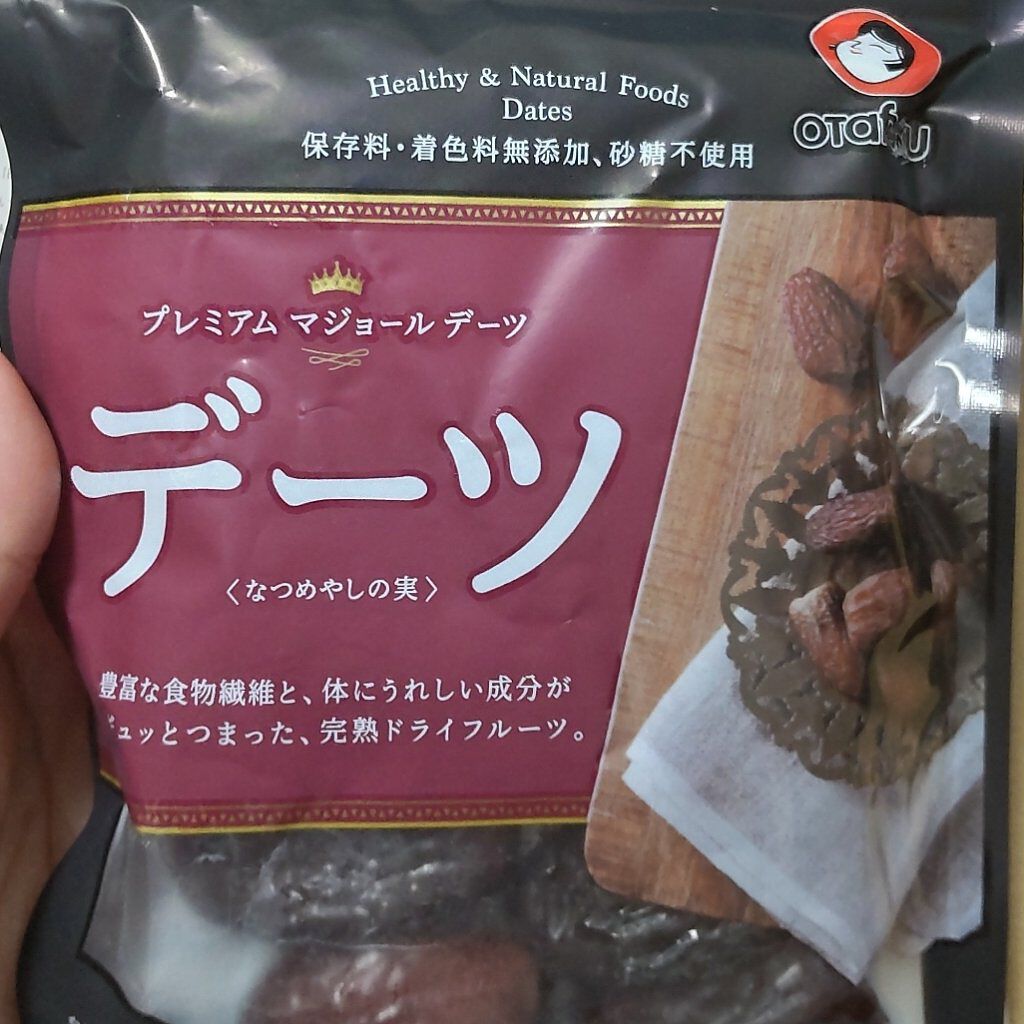 Healthy & Natural Foods
Dates
保存料・着色料無添加、砂糖不使用
OTafuku
プレミアム マジョール デーツ
デーツ
〈なつめやしの実〉
豊富な食物繊維と、体にうれしい成分が
ギュッとつまった、完熟ドライフルーツ。